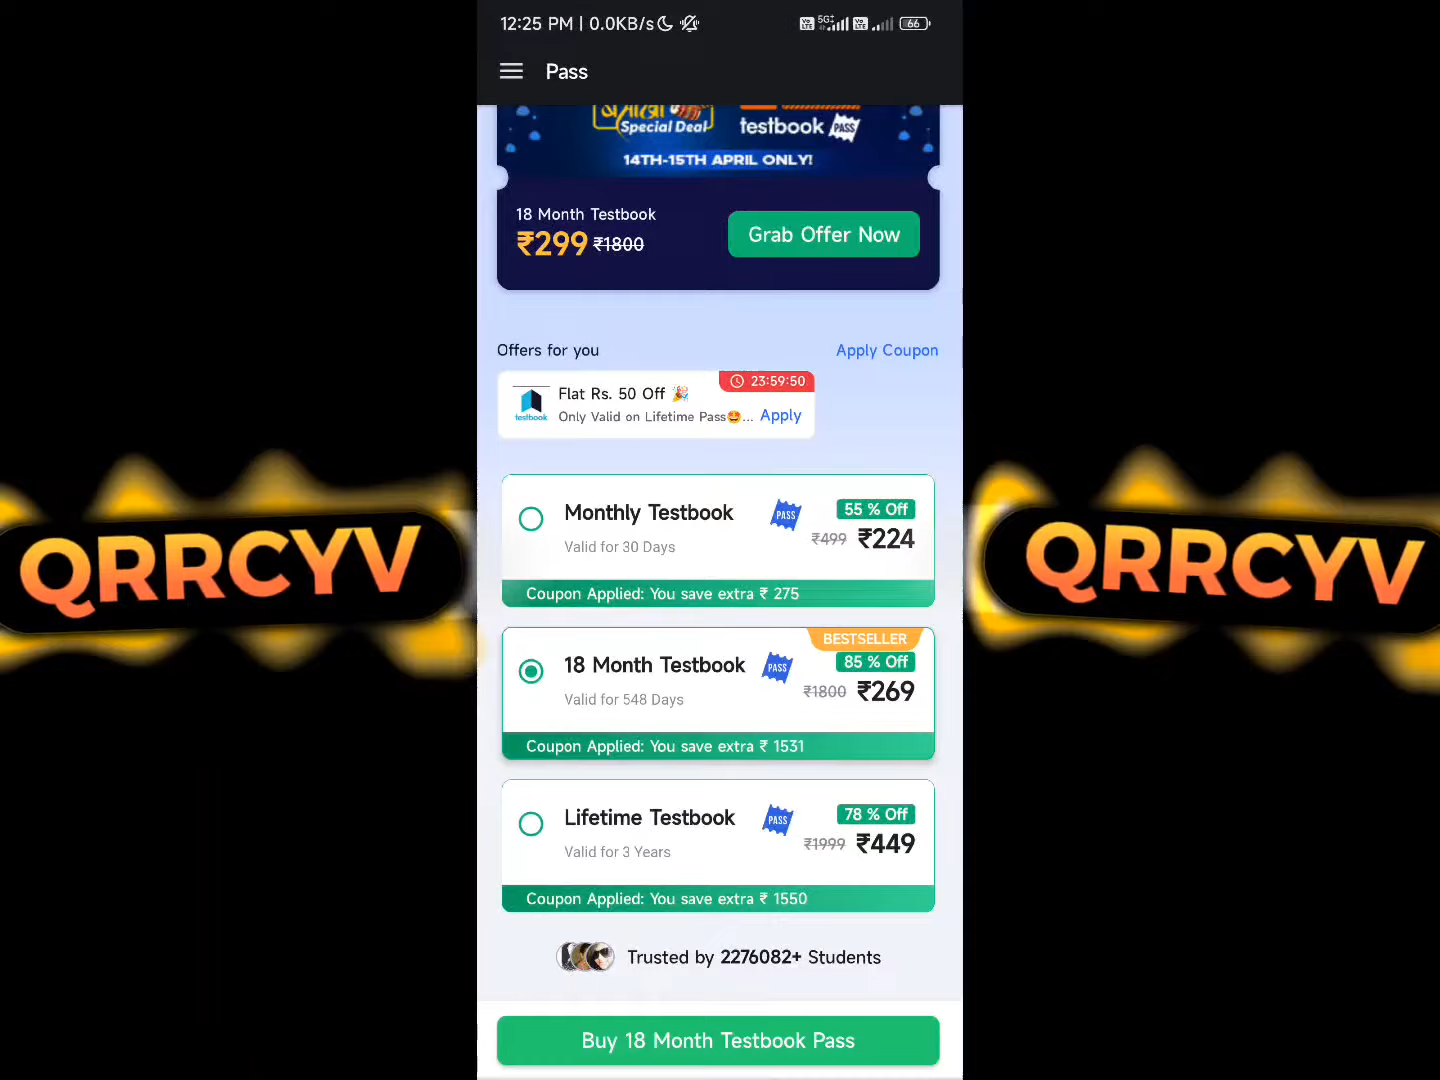 12:25 PM | 0.0KB/s
5G+
66
Pass
Special Deal
testbook PASS
14TH-15TH APRIL ONLY!
18 Month Testbook
₹299 ₹1800
Grab Offer Now
Offers for you
Apply Coupon
23:59:50
Flat Rs. 50 Off 🎉
testbook
Only Valid on Lifetime Pass🤩... Apply
Monthly Testbook
PASS
55 % Off
₹499 ₹224
Valid for 30 Days
Coupon Applied: You save extra ₹ 275
QRRCYV
QRRCYV
BESTSELLER
18 Month Testbook
PASS
85 % Off
₹1800 ₹269
Valid for 548 Days
Coupon Applied: You save extra ₹ 1531
Lifetime Testbook
PASS
78 % Off
₹1999 ₹449
Valid for 3 Years
Coupon Applied: You save extra ₹ 1550
Trusted by 2276082+ Students
Buy 18 Month Testbook Pass